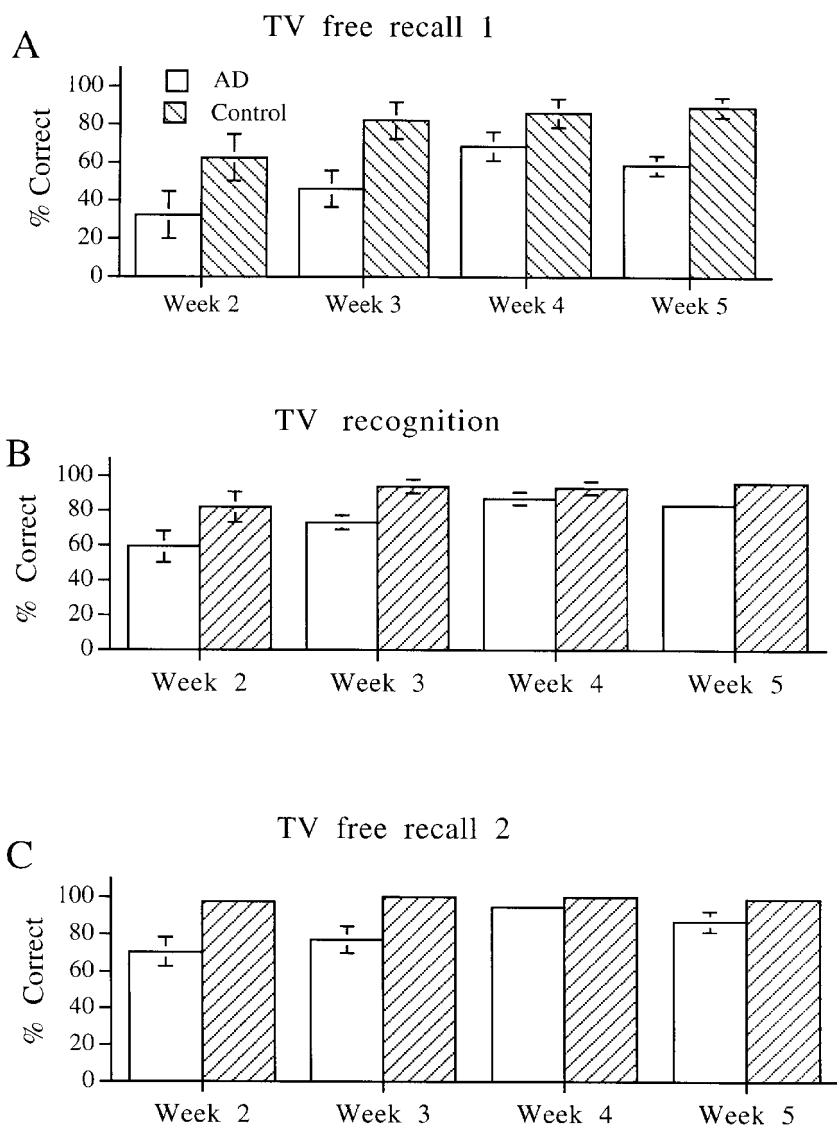 TV free recall 1
A
AD
Control
% Correct
100
80
60
40
20
0
Week 2 Week 3 Week 4 Week 5
TV recognition
B
% Correct
100
80
60
40
20
0
Week 2 Week 3 Week 4 Week 5
TV free recall 2
C
% Correct
100
80
60
40
20
0
Week 2 Week 3 Week 4 Week 5